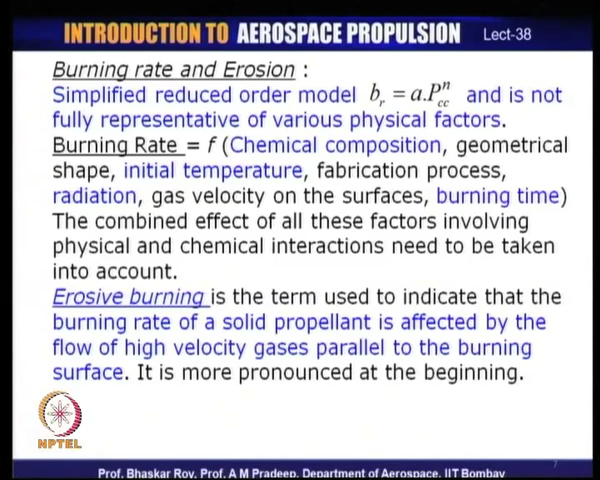 INTRODUCTION TO AEROSPACE PROPULSION Lect-38
Burning rate and Erosion :
Simplified reduced order model b_r = a.P_cc^n and is not
fully representative of various physical factors.
Burning Rate = f (Chemical composition, geometrical
shape, initial temperature, fabrication process,
radiation, gas velocity on the surfaces, burning time)
The combined effect of all these factors involving
physical and chemical interactions need to be taken
into account.
Erosive burning is the term used to indicate that the
burning rate of a solid propellant is affected by the
flow of high velocity gases parallel to the burning
surface. It is more pronounced at the beginning.
NPTEL
7
Prof. Bhaskar Roy, Prof. A M Pradeep, Department of Aerospace, IIT Bombay